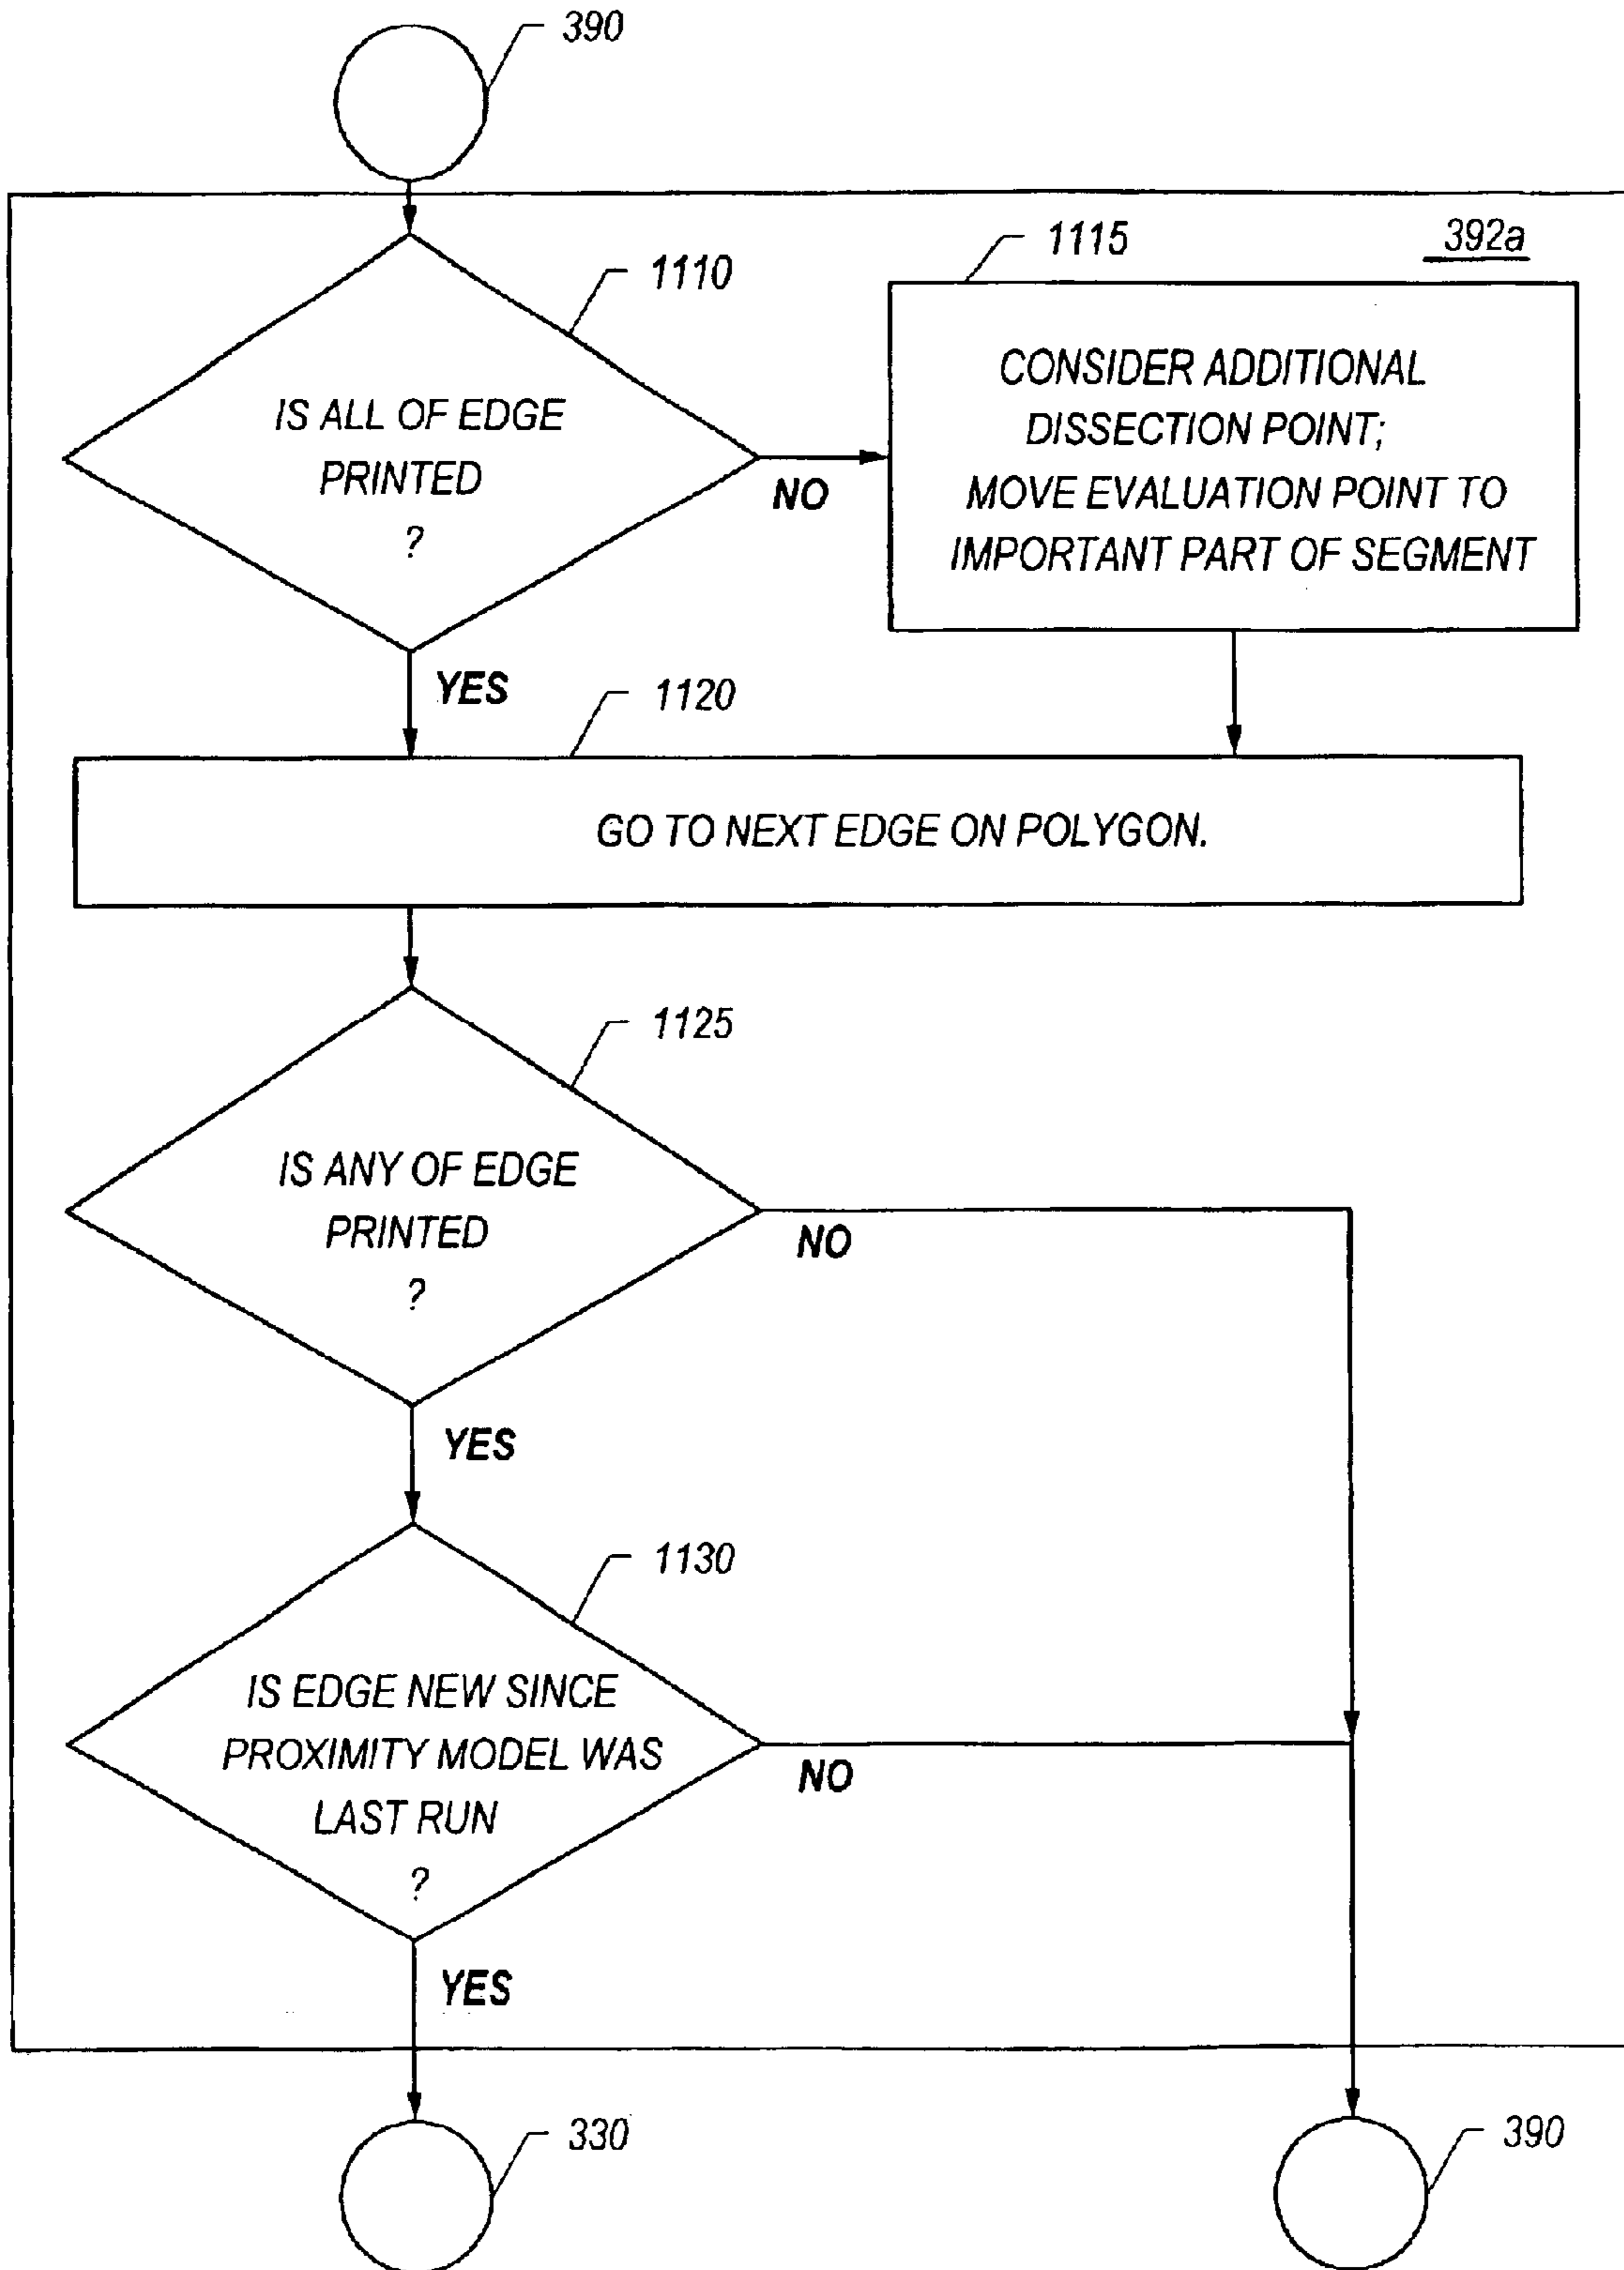 390
392a
1110
1115
IS ALL OF EDGE
PRINTED
?
NO
CONSIDER ADDITIONAL
DISSECTION POINT;
MOVE EVALUATION POINT TO
IMPORTANT PART OF SEGMENT
YES
1120
GO TO NEXT EDGE ON POLYGON.
1125
IS ANY OF EDGE
PRINTED
?
NO
YES
1130
IS EDGE NEW SINCE
PROXIMITY MODEL WAS
LAST RUN
?
NO
YES
330
390